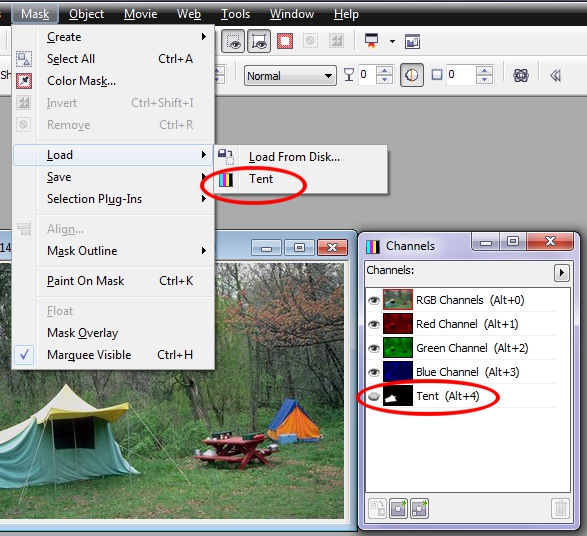 Mask Object Movie Web Tools Window Help
Create
Select All Ctrl+A
Color Mask...
Invert Ctrl+Shift+I
Remove Ctrl+R
Load
Save
Selection Plug-Ins
Align...
Mask Outline
Paint On Mask Ctrl+K
Float
Mask Overlay
Marquee Visible Ctrl+H
Load From Disk...
Tent
Sh
Normal
0
0
14
Channels
Channels:
RGB Channels (Alt+0)
Red Channel (Alt+1)
Green Channel (Alt+2)
Blue Channel (Alt+3)
Tent (Alt+4)